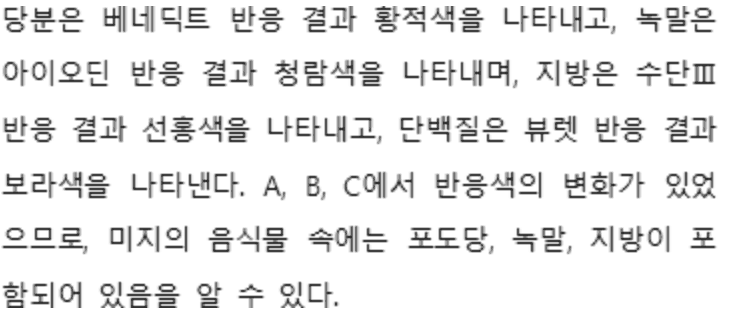 당분은 베네딕트 반응 결과 황적색을 나타내고, 녹말은
아이오딘 반응 결과 청람색을 나타내며, 지방은 수단Ⅲ
반응 결과 선홍색을 나타내고, 단백질은 뷰렛 반응 결과
보라색을 나타낸다. A, B, C에서 반응색의 변화가 있었
으므로, 미지의 음식물 속에는 포도당, 녹말, 지방이 포
함되어 있음을 알 수 있다.